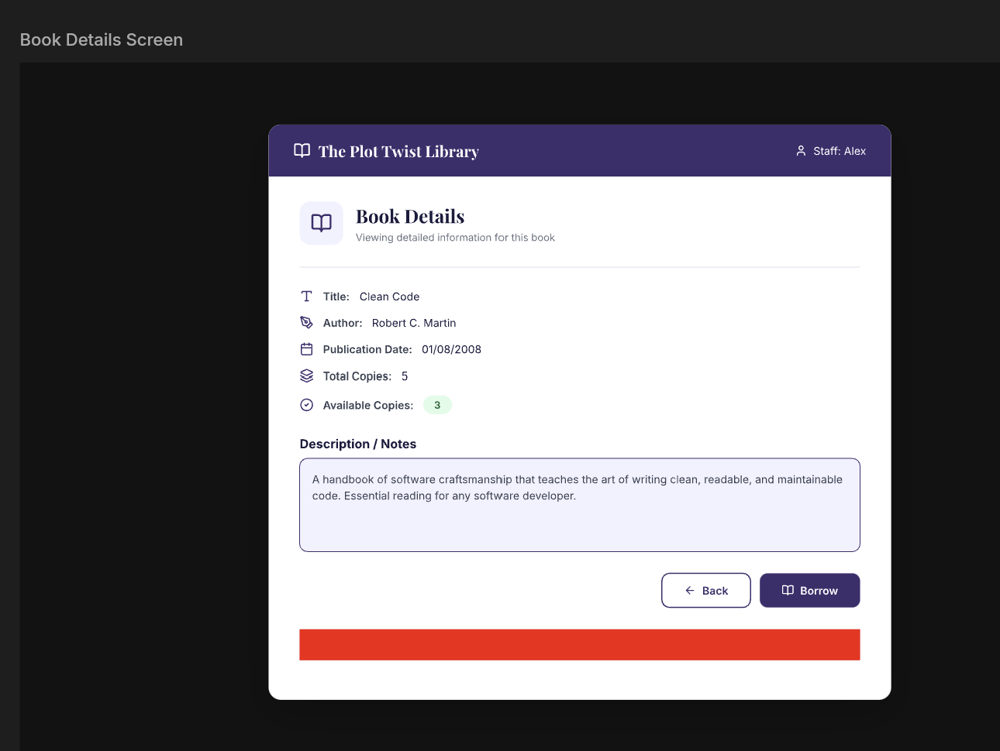 Book Details Screen
The Plot Twist Library
Staff: Alex
Book Details
Viewing detailed information for this book
Title: Clean Code
Author: Robert C. Martin
Publication Date: 01/08/2008
Total Copies: 5
Available Copies: 3
Description / Notes
A handbook of software craftsmanship that teaches the art of writing clean, readable, and maintainable
code. Essential reading for any software developer.
Back
Borrow